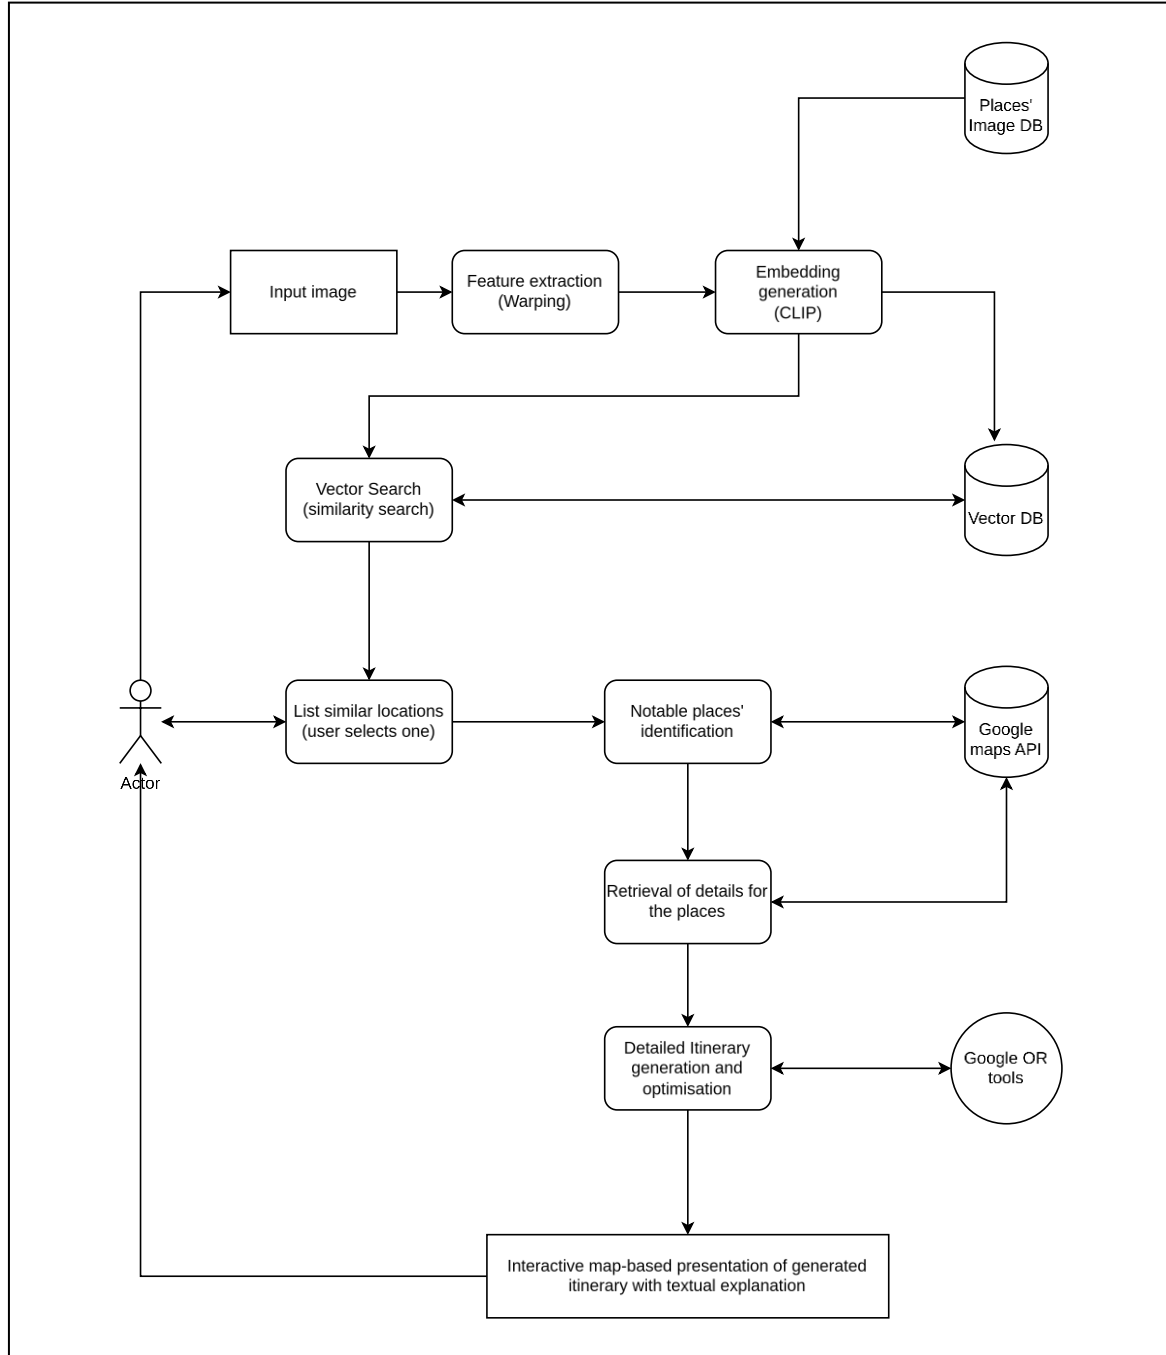 Places'
Image DB
Input image
Feature extraction
(Warping)
Embedding
generation
(CLIP)
Vector Search
(similarity search)
Vector DB
Actor
List similar locations
(user selects one)
Notable places'
identification
Google
maps API
Retrieval of details for
the places
Detailed Itinerary
generation and
optimisation
Google OR
tools
Interactive map-based presentation of generated
itinerary with textual explanation